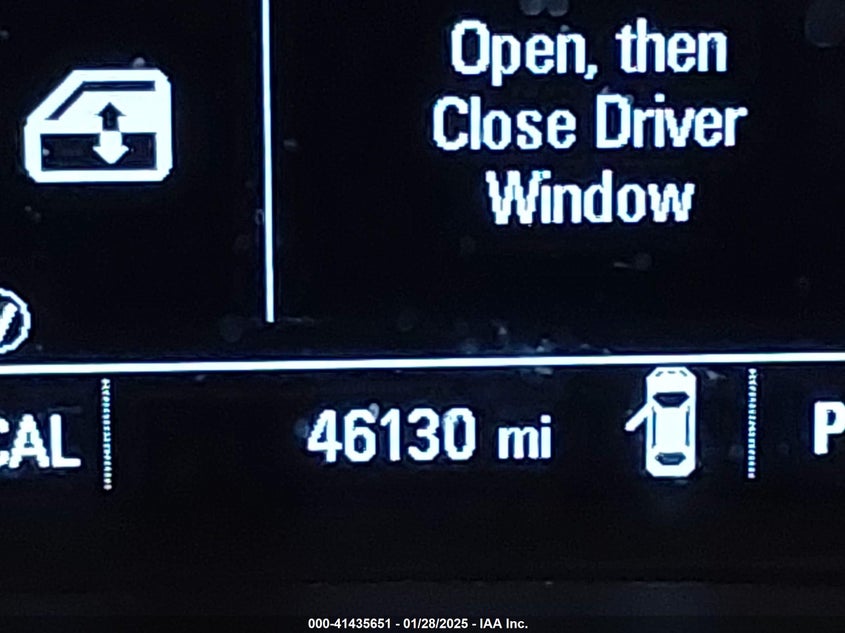 Open, then
Close Driver
Window
CAL
46130 mi
P
000-41435651 - 01/28/2025 - IAA Inc.